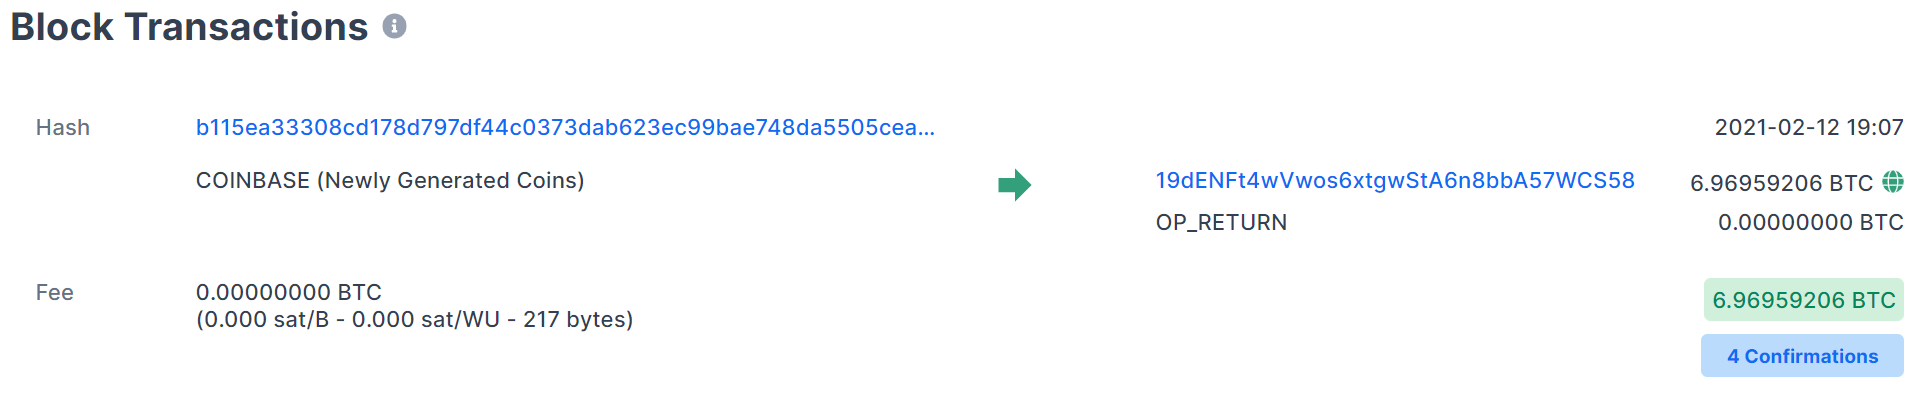 Block Transactions
Hash b115ea33308cd178d797df44c0373dab623ec99bae748da5505cea... 2021-02-12 19:07
COINBASE (Newly Generated Coins) 19dENFt4wVwos6xtgwStA6n8bbA57WCS58 6.96959206 BTC
OP_RETURN 0.00000000 BTC
Fee 0.00000000 BTC 6.96959206 BTC
(0.000 sat/B - 0.000 sat/WU - 217 bytes)
4 Confirmations